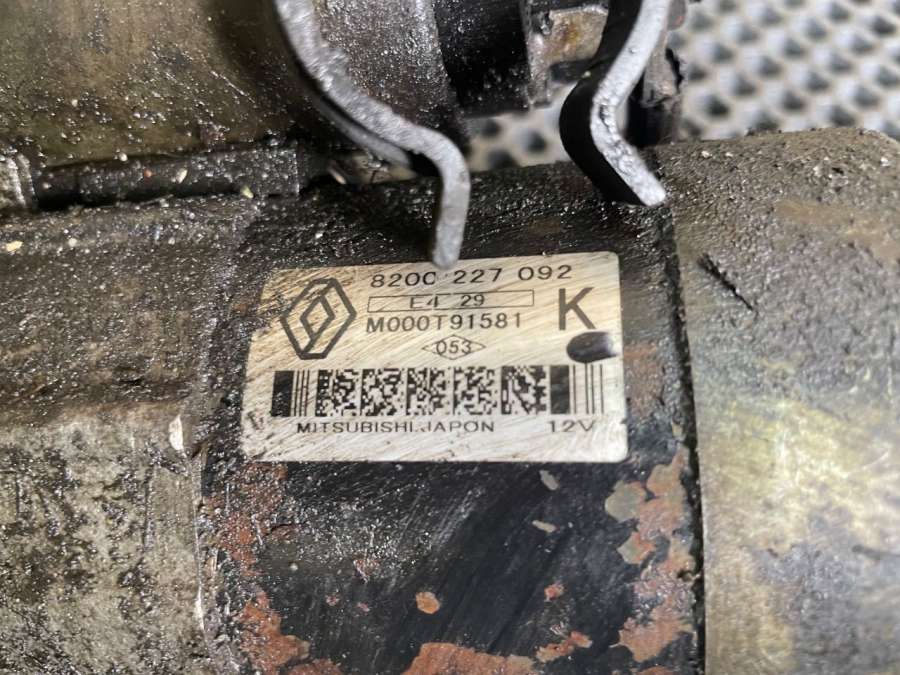 8200 227 092
E4 29
K
M000T91581
053
MITSUBISHI.JAPON 12V